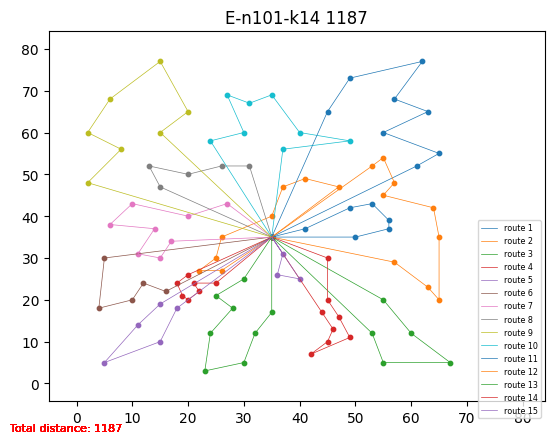 E-n101-k14 1187
80
70
60
50
40
30
20
10
0
0
10
20
30
40
50
60
70
80
route 1
route 2
route 3
route 4
route 5
route 6
route 7
route 8
route 9
route 10
route 11
route 12
route 13
route 14
route 15
Total distance: 1187